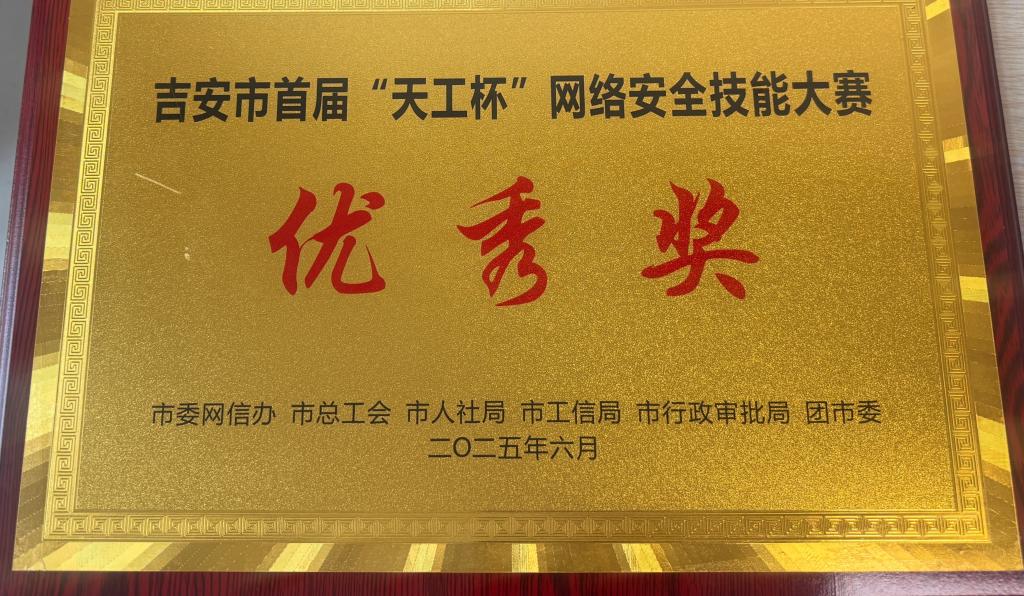 吉安市首届“天工杯”网络安全技能大赛
优秀奖
市委网信办 市总工会 市人社局 市工信局 市行政审批局 团市委
二〇二五年六月